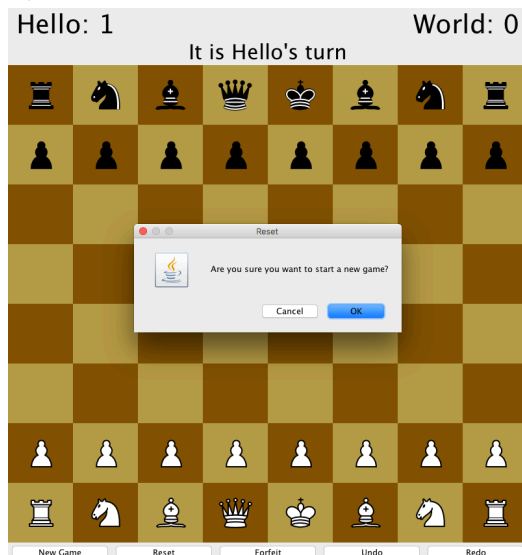 Hello: 1
World: 0
It is Hello's turn
Reset
Are you sure you want to start a new game?
Cancel
OK
New Game
Reset
Forfeit
Undo
Redo